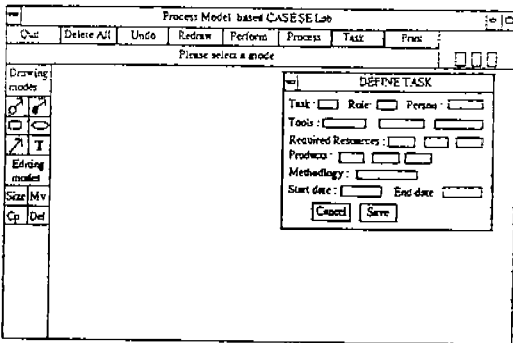 Process Model based CASESE Lab
Quit Delete All Undo Redraw Perform Process Task Print
Please select a mode
Drawing
modes
T
Editing
modes
Size Mv
Cp Del
DEFINE TASK
Task : Role: Person :
Tools :
Required Resources :
Products :
Methodlogy :
Start date : End date
Cancel Save